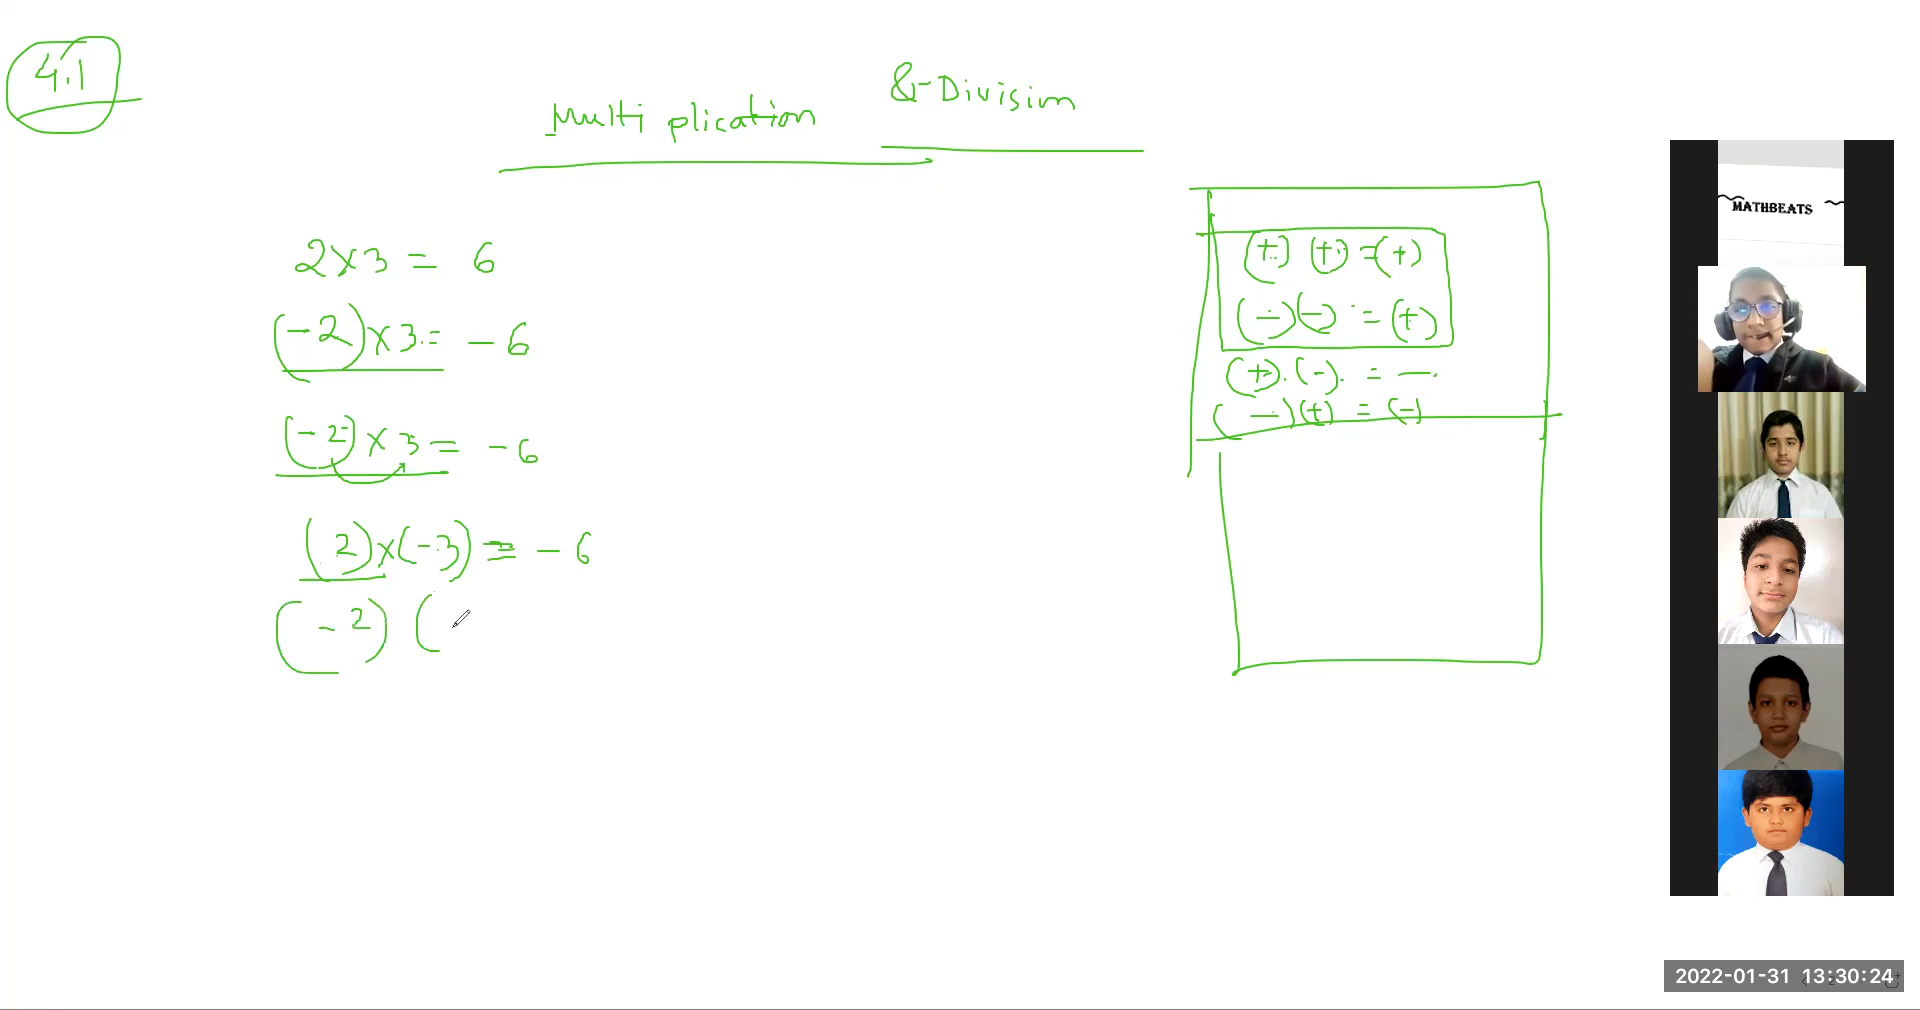 4.1
Multiplication & Division
2 × 3 = 6
(-2) × 3 = -6
(-2) × 3 = -6
(2) × (-3) = -6
(-2) (
(+) (+) = (+)
(-)(-) = (+)
(+).(-). = -.
(-)(+) = (-)
MATHBEATS
2022-01-31 13:30:24